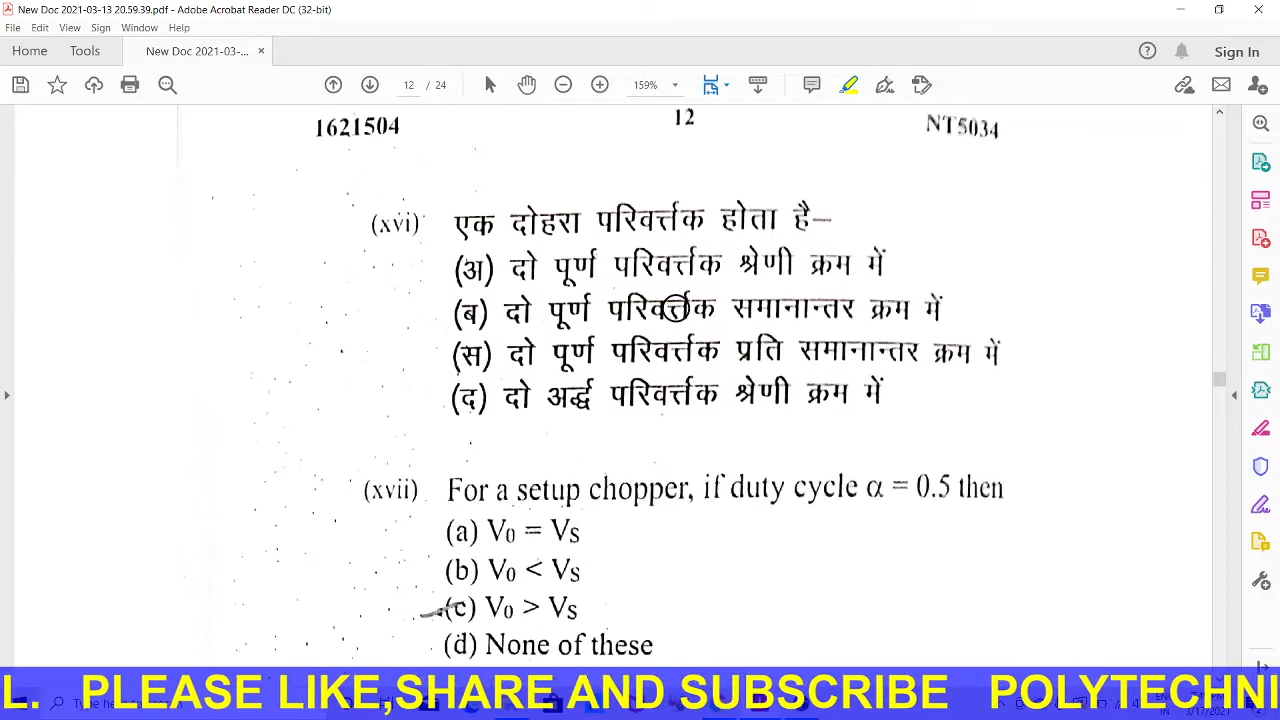 New Doc 2021-03-13 20.59.39.pdf - Adobe Acrobat Reader DC (32-bit)
File Edit View Sign Window Help
Home Tools New Doc 2021-03-... × Sign In
12 / 24 159%
1621504 12 NT5034
(xvi) एक दोहरा परिवर्त्तक होता है–
(अ) दो पूर्ण परिवर्त्तक श्रेणी क्रम में
(ब) दो पूर्ण परिवर्त्तक समानान्तर क्रम में
(स) दो पूर्ण परिवर्त्तक प्रति समानान्तर क्रम में
(द) दो अर्द्ध परिवर्त्तक श्रेणी क्रम में
(xvii) For a setup chopper, if duty cycle α = 0.5 then
(a) V0 = VS
(b) V0 < VS
(c) V0 > VS
(d) None of these
L. PLEASE LIKE,SHARE AND SUBSCRIBE POLYTECHNI